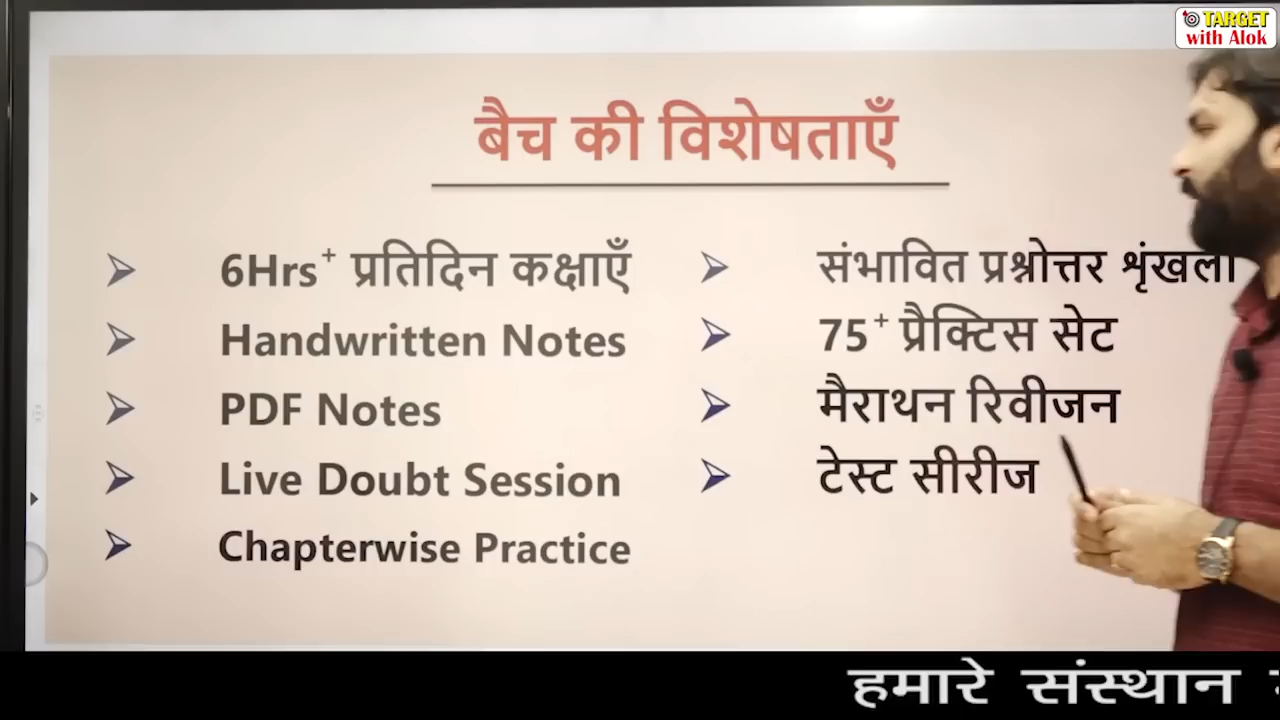 TARGET
with Alok
बैच की विशेषताएँ
6Hrs+ प्रतिदिन कक्षाएँ
Handwritten Notes
PDF Notes
Live Doubt Session
Chapterwise Practice
संभावित प्रश्नोत्तर शृंखला
75+ प्रैक्टिस सेट
मैराथन रिवीजन
टेस्ट सीरीज
हमारे संस्थान